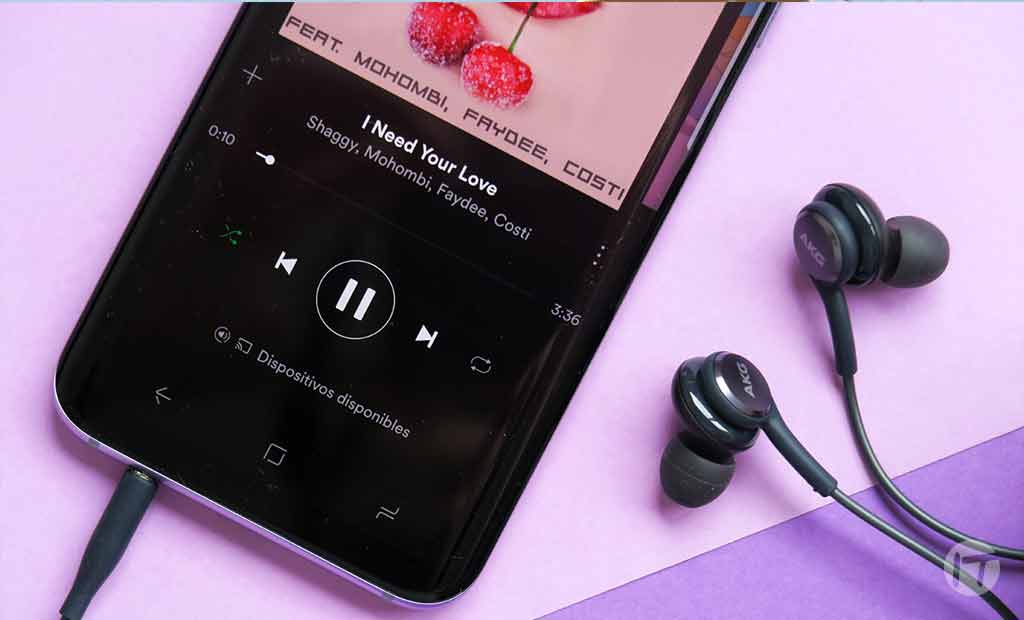 FEAT. MOHOMBI, FAYDEE, COSTI
I Need Your Love
Shaggy, Mohombi, Faydee, Costi
0:10
3:36
Dispositivos disponibles
AKG
AKG
IT